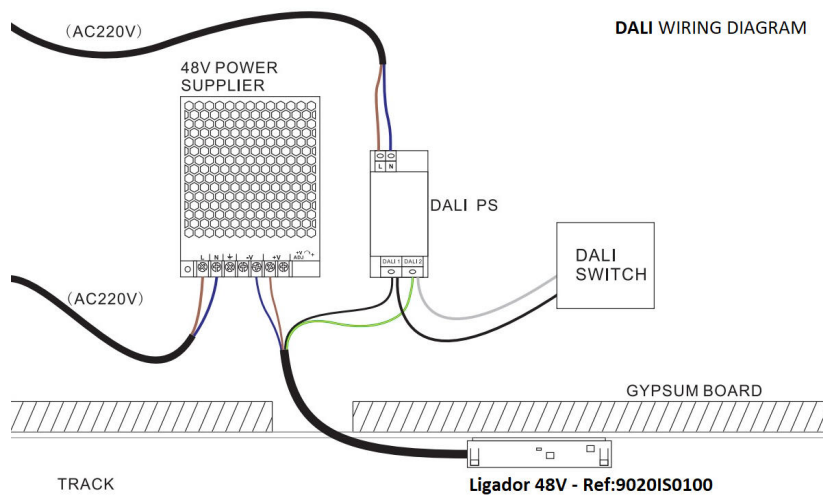 (AC220V)
DALI WIRING DIAGRAM
48V POWER
SUPPLIER
L N
DALI PS
L N -V +V +V ADJ
DALI 1 DALI 2
DALI
SWITCH
(AC220V)
GYPSUM BOARD
TRACK
Ligador 48V - Ref:9020IS0100